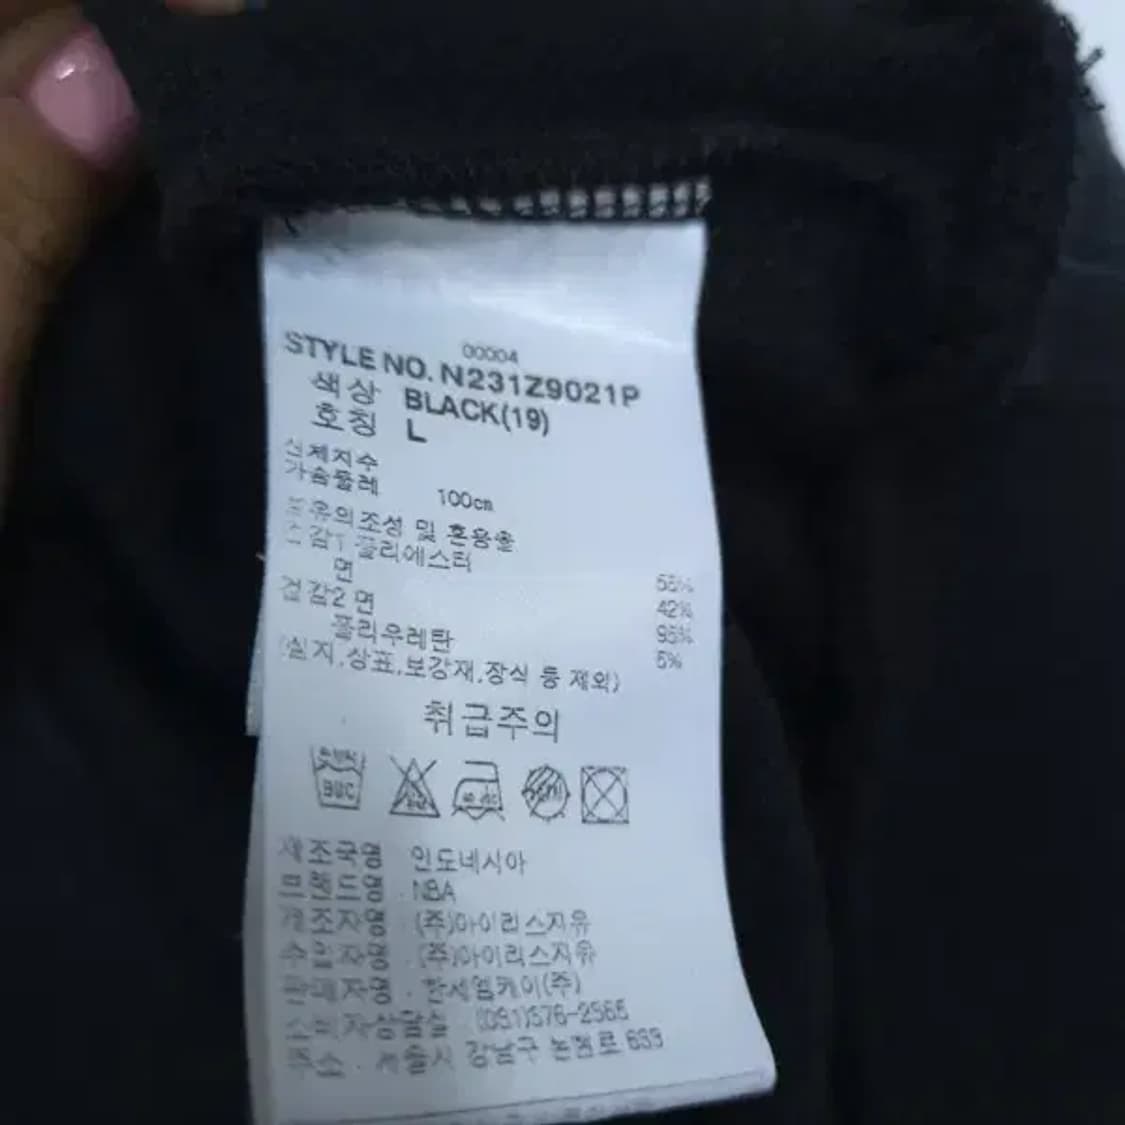 00004
STYLE NO. N231Z9021P
색상 BLACK(19)
호칭 L
신체치수
가슴둘레 100cm
섬유의조성 및 혼용율
겉감1 폴리에스터 58%
면 42%
겉감2 면 95%
폴리우레탄 5%
(실지,상표,보강재,장식 등 제외)
취급주의
제조국명 인도네시아
브랜드명 . NBA
제조자명 . (주)아이리스지유
수입자명 . (주)아이리스지유
판매자명 . 한세엠케이(주)
소비자상담실
주소 . 서울시 강남구 논현로 633